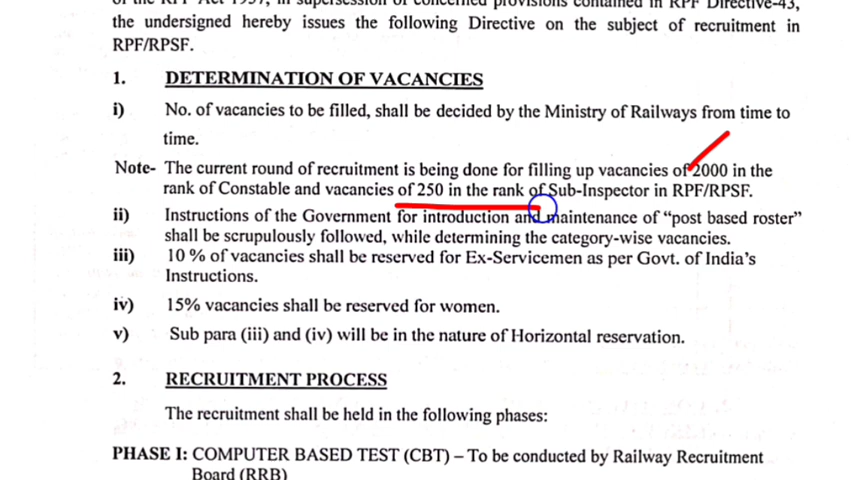 of the RPF Act 1957, in supersession of concerned provisions contained in RPF Directive-43,
the undersigned hereby issues the following Directive on the subject of recruitment in
RPF/RPSF.
1. DETERMINATION OF VACANCIES
i) No. of vacancies to be filled, shall be decided by the Ministry of Railways from time to
time.
Note- The current round of recruitment is being done for filling up vacancies of 2000 in the
rank of Constable and vacancies of 250 in the rank of Sub-Inspector in RPF/RPSF.
ii) Instructions of the Government for introduction and maintenance of “post based roster”
shall be scrupulously followed, while determining the category-wise vacancies.
iii) 10 % of vacancies shall be reserved for Ex-Servicemen as per Govt. of India’s
Instructions.
iv) 15% vacancies shall be reserved for women.
v) Sub para (iii) and (iv) will be in the nature of Horizontal reservation.
2. RECRUITMENT PROCESS
The recruitment shall be held in the following phases:
PHASE I: COMPUTER BASED TEST (CBT) – To be conducted by Railway Recruitment
Board (RRB)